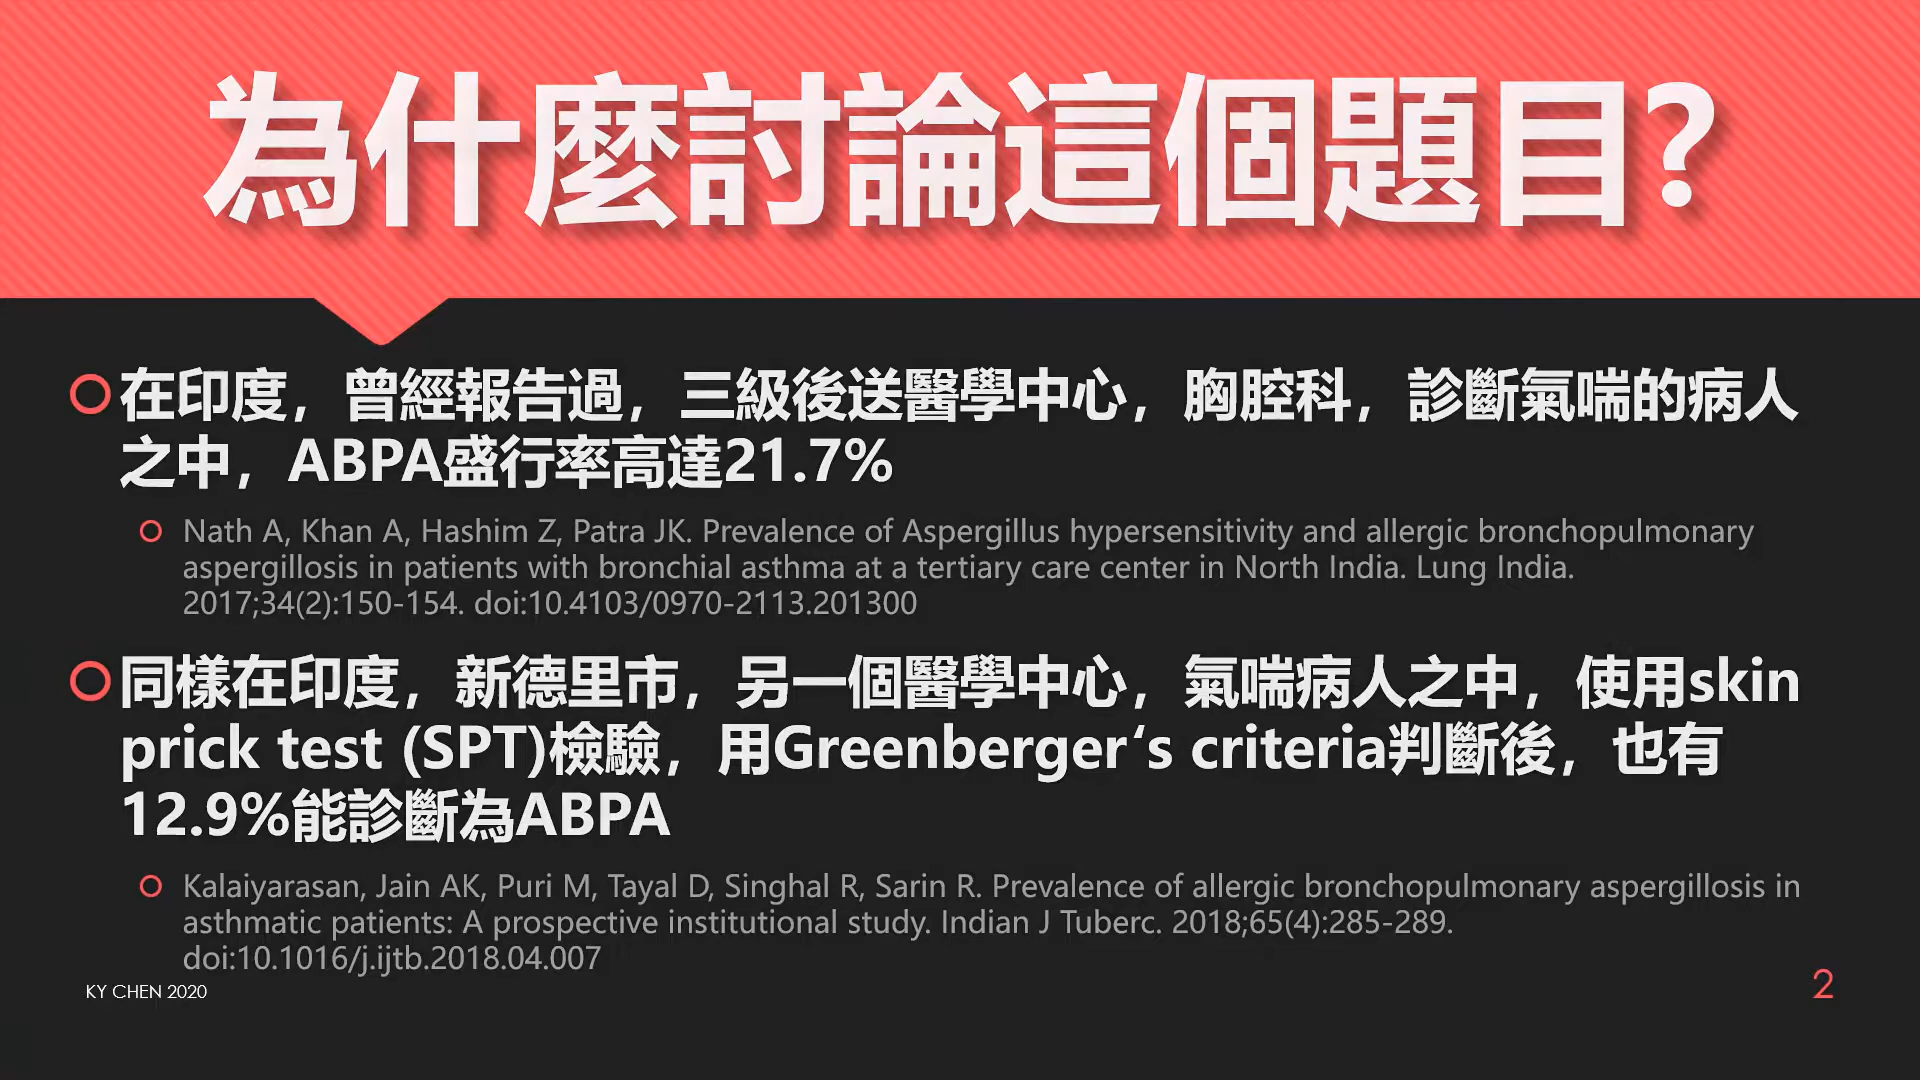 為什麼討論這個題目?
在印度，曾經報告過，三級後送醫學中心，胸腔科，診斷氣喘的病人
之中，ABPA盛行率高達21.7%
Nath A, Khan A, Hashim Z, Patra JK. Prevalence of Aspergillus hypersensitivity and allergic bronchopulmonary
aspergillosis in patients with bronchial asthma at a tertiary care center in North India. Lung India.
2017;34(2):150-154. doi:10.4103/0970-2113.201300
同樣在印度，新德里市，另一個醫學中心，氣喘病人之中，使用skin
prick test (SPT)檢驗，用Greenberger‘s criteria判斷後，也有
12.9%能診斷為ABPA
Kalaiyarasan, Jain AK, Puri M, Tayal D, Singhal R, Sarin R. Prevalence of allergic bronchopulmonary aspergillosis in
asthmatic patients: A prospective institutional study. Indian J Tuberc. 2018;65(4):285-289.
doi:10.1016/j.ijtb.2018.04.007
KY CHEN 2020
2